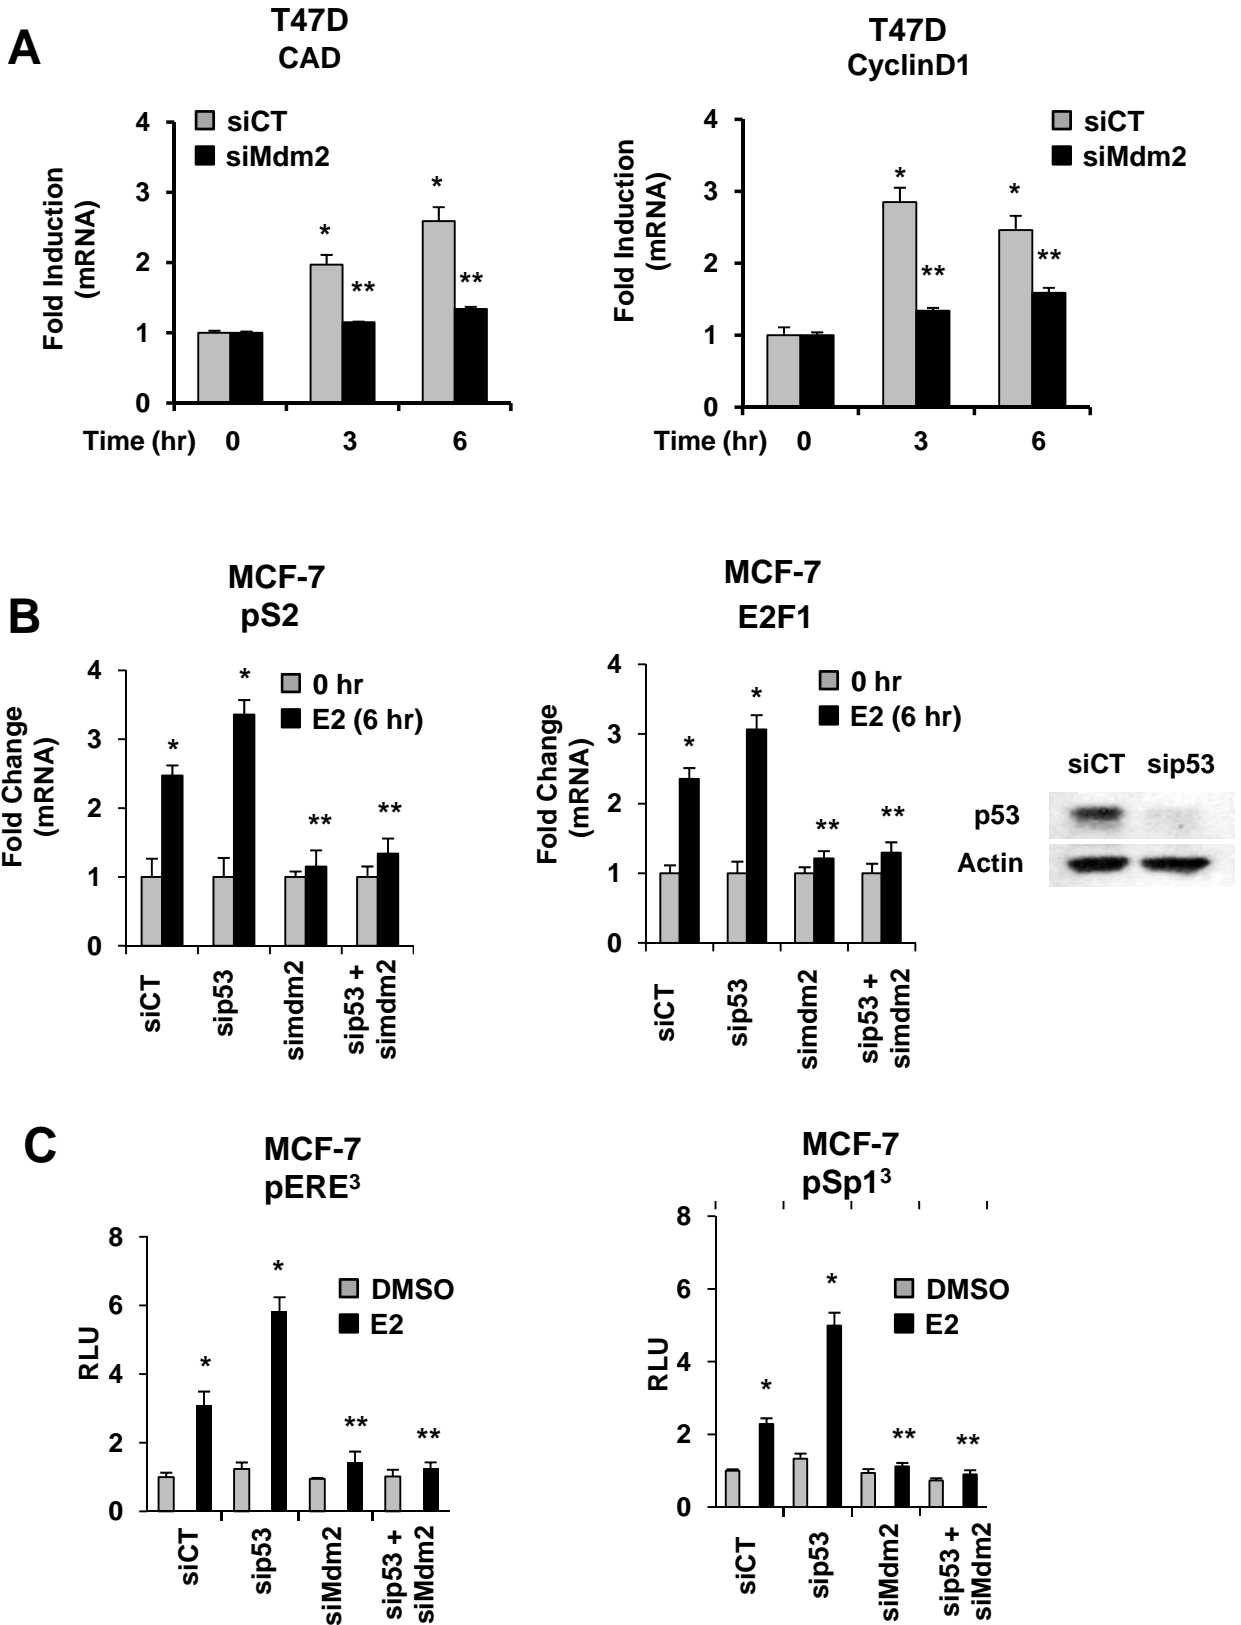 A
T47D
CAD
siCT
siMdm2
Fold Induction
(mRNA)
4
3
2
1
0
*
**
*
**
Time (hr) 0 3 6
T47D
CyclinD1
siCT
siMdm2
Fold Induction
(mRNA)
4
3
2
1
0
*
**
*
**
Time (hr) 0 3 6
B
MCF-7
pS2
0 hr
E2 (6 hr)
Fold Change
(mRNA)
4
3
2
1
0
*
*
**
**
siCT
sip53
simdm2
sip53 +
simdm2
MCF-7
E2F1
0 hr
E2 (6 hr)
Fold Change
(mRNA)
4
3
2
1
0
*
*
**
**
siCT
sip53
simdm2
sip53 +
simdm2
siCT sip53
p53
Actin
C
MCF-7
pERE³
DMSO
E2
RLU
8
6
4
2
0
*
*
**
**
siCT
sip53
siMdm2
sip53 +
siMdm2
MCF-7
pSp1³
DMSO
E2
RLU
8
6
4
2
0
*
*
**
**
siCT
sip53
siMdm2
sip53 +
siMdm2